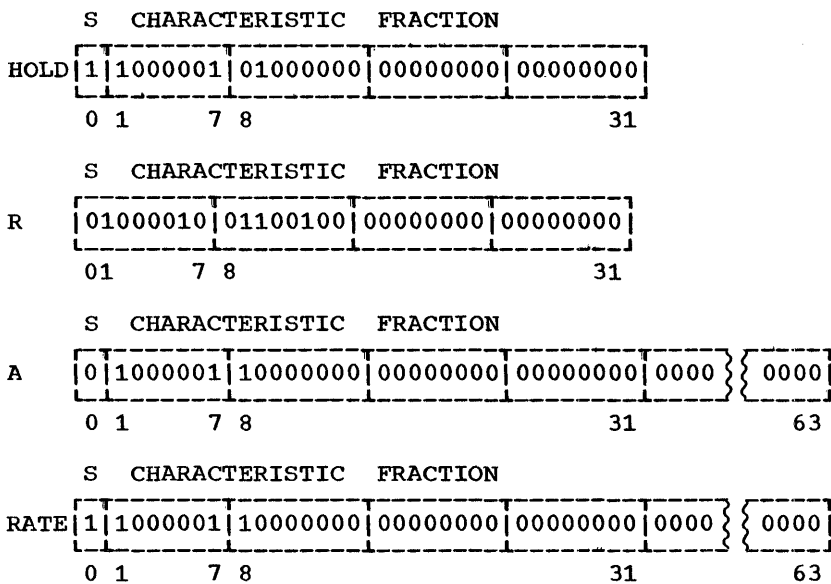 S CHARACTERISTIC FRACTION
HOLD 1 1000001 01000000 00000000 00000000
0 1 7 8 31
S CHARACTERISTIC FRACTION
R 01000010 01100100 00000000 00000000
01 7 8 31
S CHARACTERISTIC FRACTION
A 0 1000001 10000000 00000000 00000000 0000 0000
0 1 7 8 31 63
S CHARACTERISTIC FRACTION
RATE 1 1000001 10000000 00000000 00000000 0000 0000
0 1 7 8 31 63